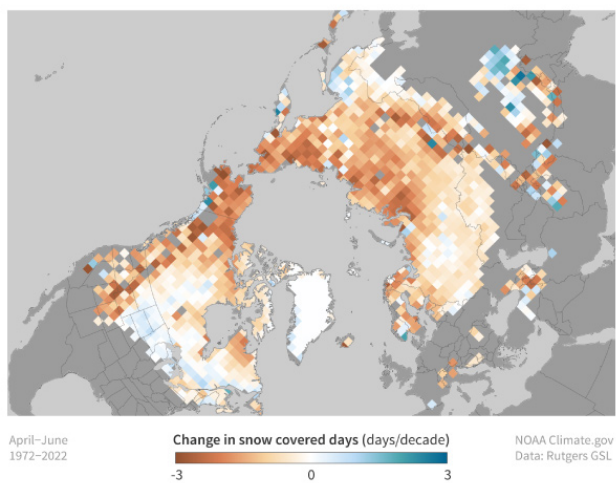 April–June
1972–2022
Change in snow covered days (days/decade)
-3 0 3
NOAA Climate.gov
Data: Rutgers GSL